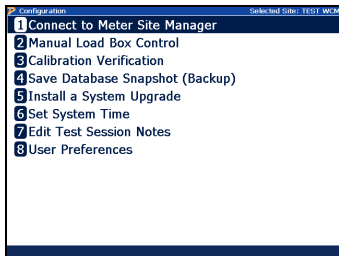 Configuration Selected Site: TEST WCM
1 Connect to Meter Site Manager
2 Manual Load Box Control
3 Calibration Verification
4 Save Database Snapshot (Backup)
5 Install a System Upgrade
6 Set System Time
7 Edit Test Session Notes
8 User Preferences